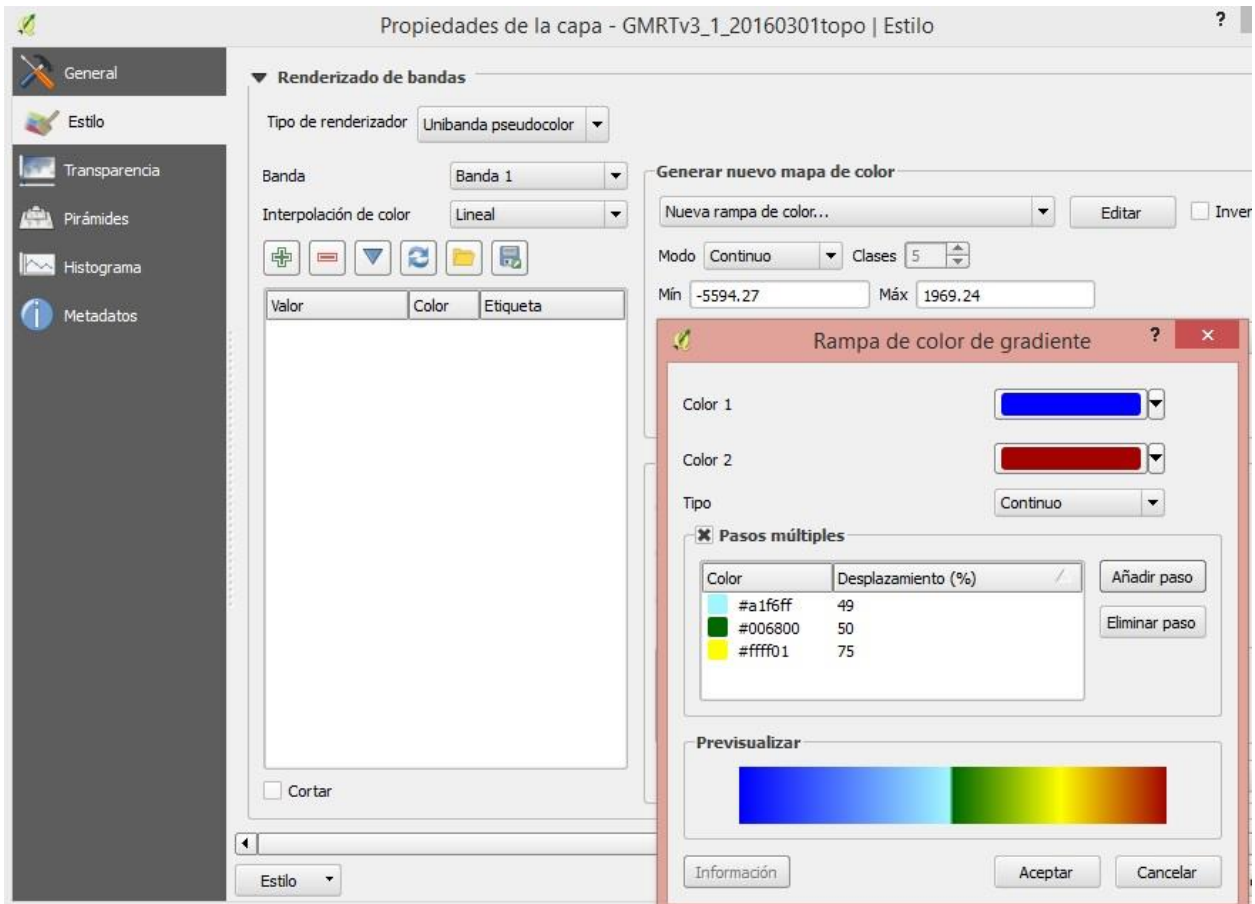 Propiedades de la capa - GMRTv3_1_20160301topo | Estilo
?
General
Estilo
Transparencia
Pirámides
Histograma
Metadatos
Renderizado de bandas
Tipo de renderizador Unibanda pseudocolor
Banda Banda 1
Interpolación de color Lineal
Valor Color Etiqueta
Cortar
Estilo
Generar nuevo mapa de color
Nueva rampa de color... Editar Inver
Modo Continuo Clases 5
Mín -5594.27 Máx 1969.24
Rampa de color de gradiente ? ×
Color 1
Color 2
Tipo Continuo
Pasos múltiples
Color Desplazamiento (%)
#a1f6ff 49
#006800 50
#ffff01 75
Añadir paso
Eliminar paso
Previsualizar
Información Aceptar Cancelar